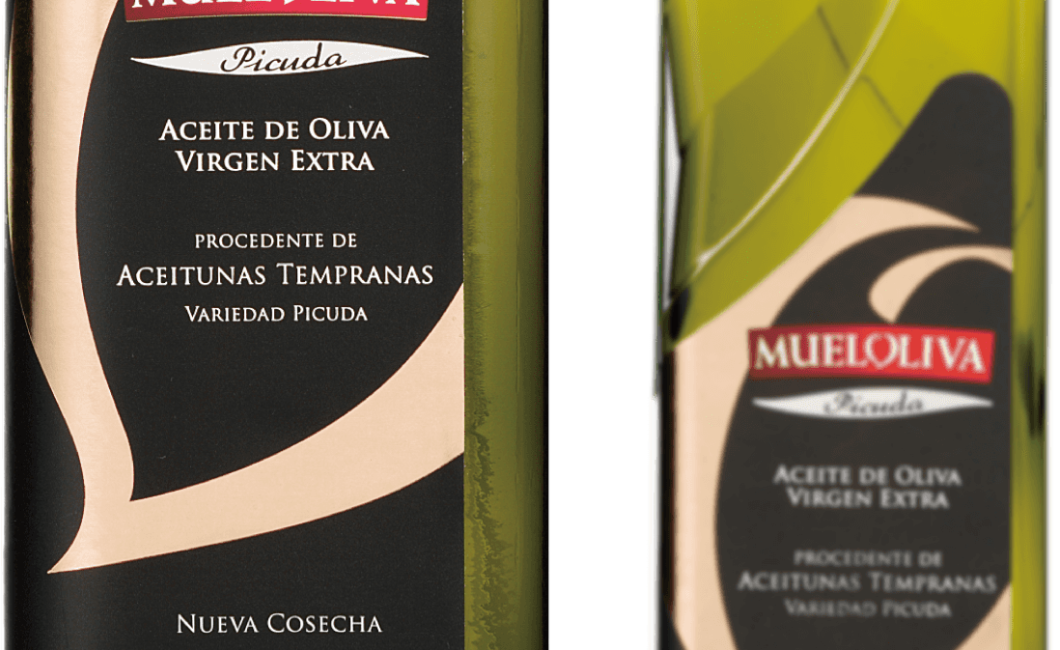 MUELOLIVA
Picuda
ACEITE DE OLIVA
VIRGEN EXTRA
PROCEDENTE DE
ACEITUNAS TEMPRANAS
VARIEDAD PICUDA
NUEVA COSECHA
MUELOLIVA
Picuda
ACEITE DE OLIVA
VIRGEN EXTRA
PROCEDENTE DE
ACEITUNAS TEMPRANAS
VARIEDAD PICUDA